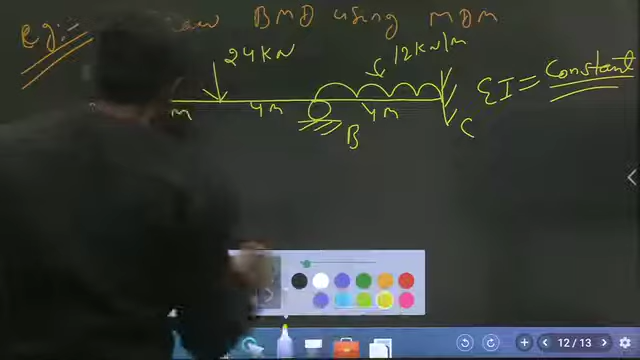 Eg:- BMD using MDM
24KN
12KN/m
EI = Constant
m 4m 4m
B C
12 / 13